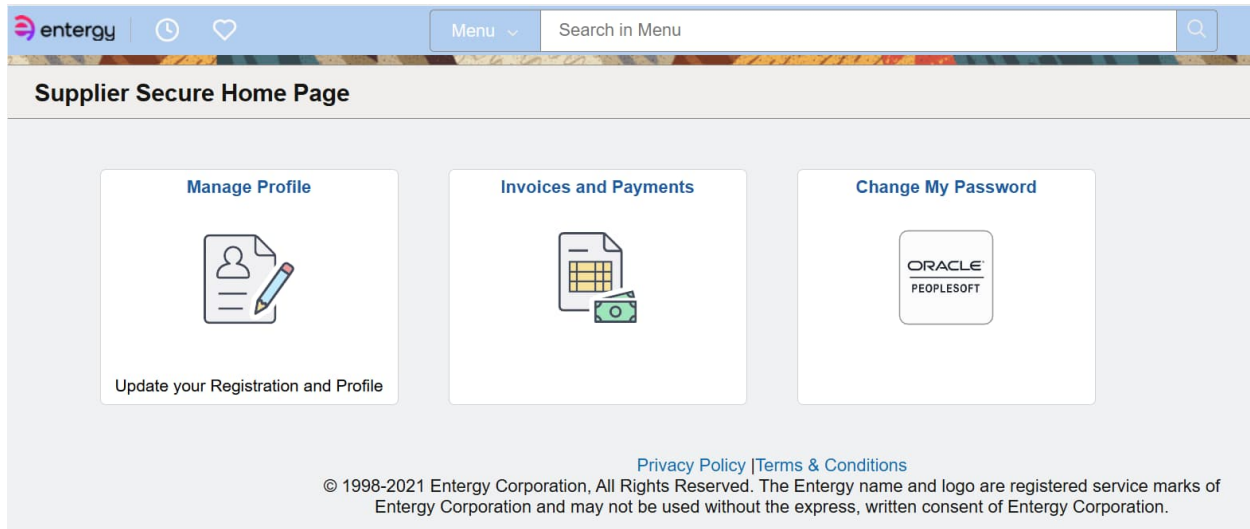 entergy
Menu
Search in Menu
Supplier Secure Home Page
Manage Profile
Update your Registration and Profile
Invoices and Payments
Change My Password
ORACLE
PEOPLESOFT
Privacy Policy |Terms & Conditions
© 1998-2021 Entergy Corporation, All Rights Reserved. The Entergy name and logo are registered service marks of
Entergy Corporation and may not be used without the express, written consent of Entergy Corporation.